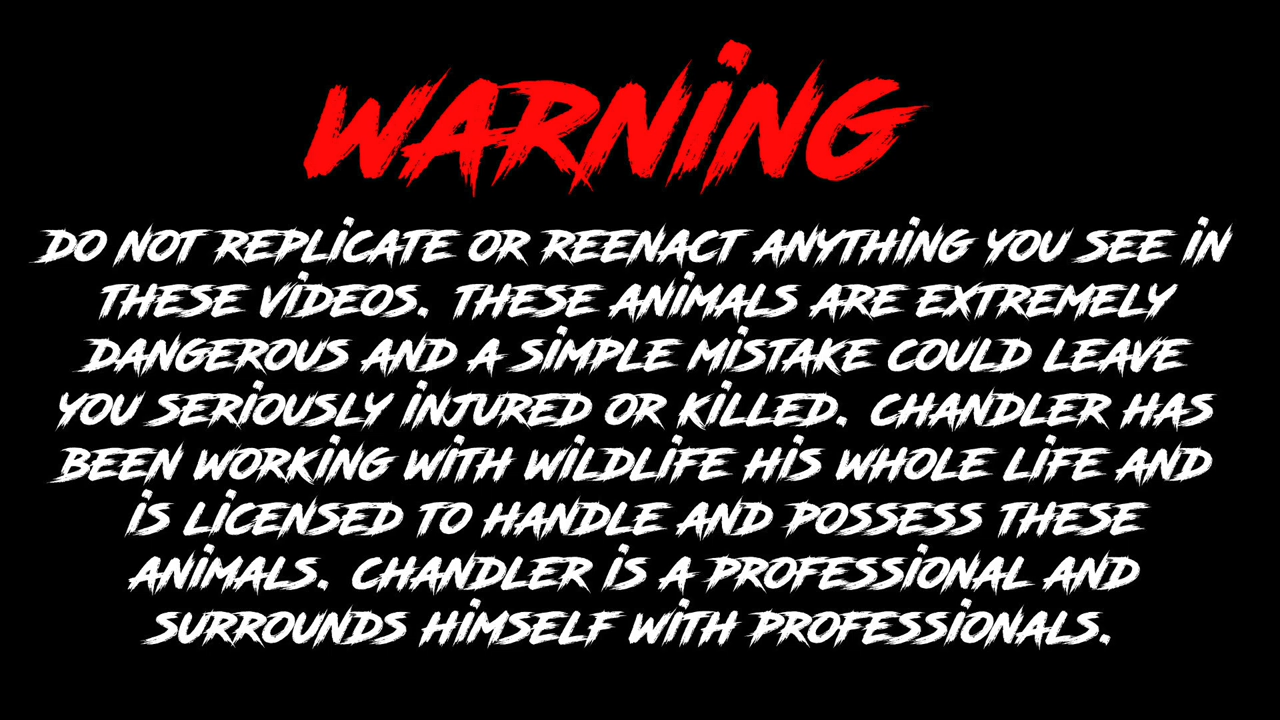 WARNiNG
DO NOT REPLiCATE OR REENACT ANYTHiNG YOU SEE iN
THESE ViDEOS. THESE ANiMALS ARE EXTREMELY
DANGEROUS AND A SiMPLE MiSTAKE COULD LEAVE
YOU SERiOUSLY iNJURED OR KiLLED. CHANDLER HAS
BEEN WORKiNG WiTH WiLDLiFE HiS WHOLE LiFE AND
iS LiCENSED TO HANDLE AND POSSESS THESE
ANiMALS. CHANDLER iS A PROFESSiONAL AND
SURROUNDS HiMSELF WiTH PROFESSiONALS.